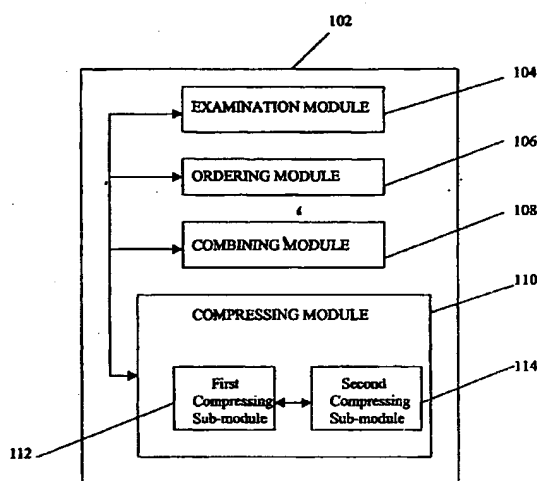 102
EXAMINATION MODULE
104
ORDERING MODULE
106
COMBINING MODULE
108
110
COMPRESSING MODULE
First
Compressing
Sub-module
Second
Compressing
Sub-module
114
112